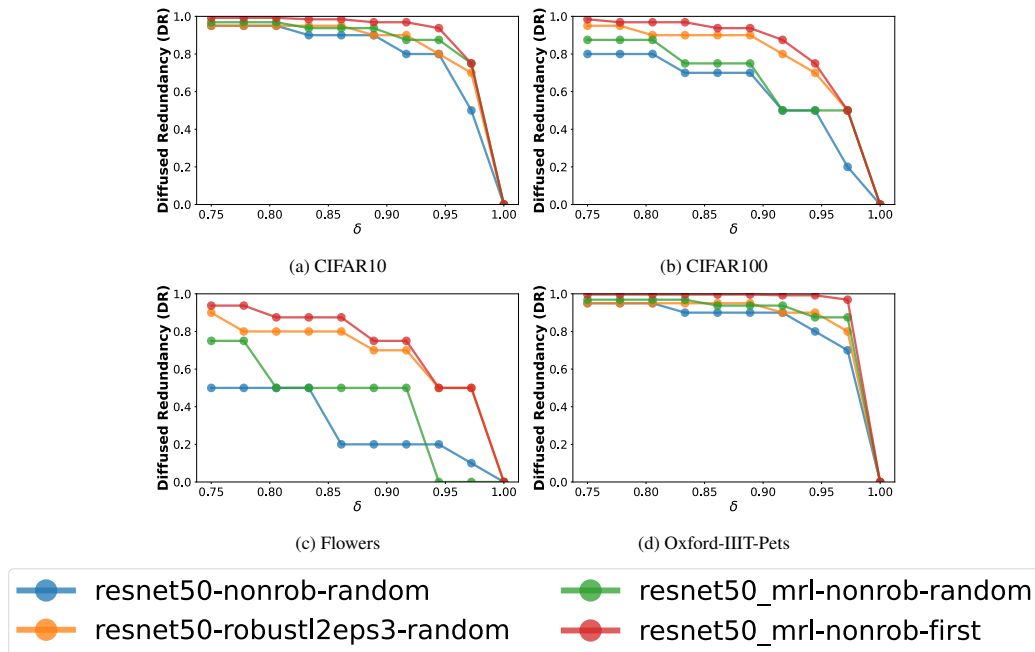 Diffused Redundancy (DR)
1.0
0.8
0.6
0.4
0.2
0.0
0.75 0.80 0.85 0.90 0.95 1.00
δ
(a) CIFAR10
Diffused Redundancy (DR)
1.0
0.8
0.6
0.4
0.2
0.0
0.75 0.80 0.85 0.90 0.95 1.00
δ
(b) CIFAR100
Diffused Redundancy (DR)
1.0
0.8
0.6
0.4
0.2
0.0
0.75 0.80 0.85 0.90 0.95 1.00
δ
(c) Flowers
Diffused Redundancy (DR)
1.0
0.8
0.6
0.4
0.2
0.0
0.75 0.80 0.85 0.90 0.95 1.00
δ
(d) Oxford-IIIT-Pets
resnet50-nonrob-random
resnet50-robustl2eps3-random
resnet50_mrl-nonrob-random
resnet50_mrl-nonrob-first